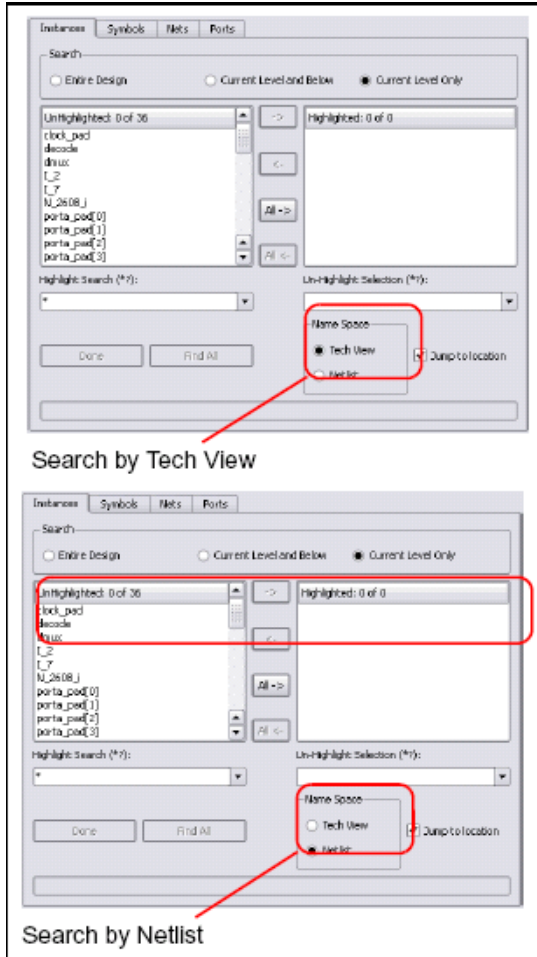 Instances Symbols Nets Ports
Search
Entire Design Current Level and Below Current Level Only
UnHighlighted: 0 of 36 -> Highlighted: 0 of 0
clock_pad
decode
dmux <-
I_2
I_7
N_2608_i
porta_pad[0] All ->
porta_pad[1]
porta_pad[2]
porta_pad[3] All <-
Highlight Search (*?): Un-Highlight Selection (*?):
*
Name Space
Done Find All Tech View Jump to location
Netlist
Search by Tech View
Instances Symbols Nets Ports
Search
Entire Design Current Level and Below Current Level Only
UnHighlighted: 0 of 36 -> Highlighted: 0 of 0
clock_pad
decode
dmux <-
I_2
I_7
N_2608_i
porta_pad[0] All ->
porta_pad[1]
porta_pad[2]
porta_pad[3] All <-
Highlight Search (*?): Un-Highlight Selection (*?):
*
Name Space
Done Find All Tech View Jump to location
Netlist
Search by Netlist